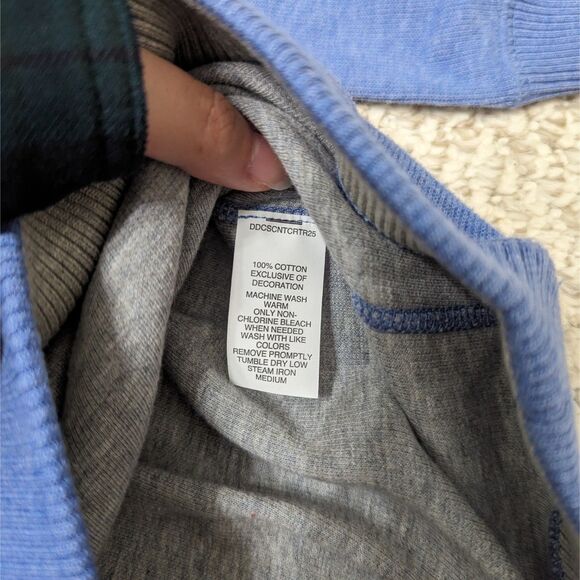 DDCSCNTCRTR25
100% COTTON
EXCLUSIVE OF
DECORATION
MACHINE WASH
WARM
ONLY NON-
CHLORINE BLEACH
WHEN NEEDED
WASH WITH LIKE
COLORS
REMOVE PROMPTLY
TUMBLE DRY LOW
STEAM IRON
MEDIUM